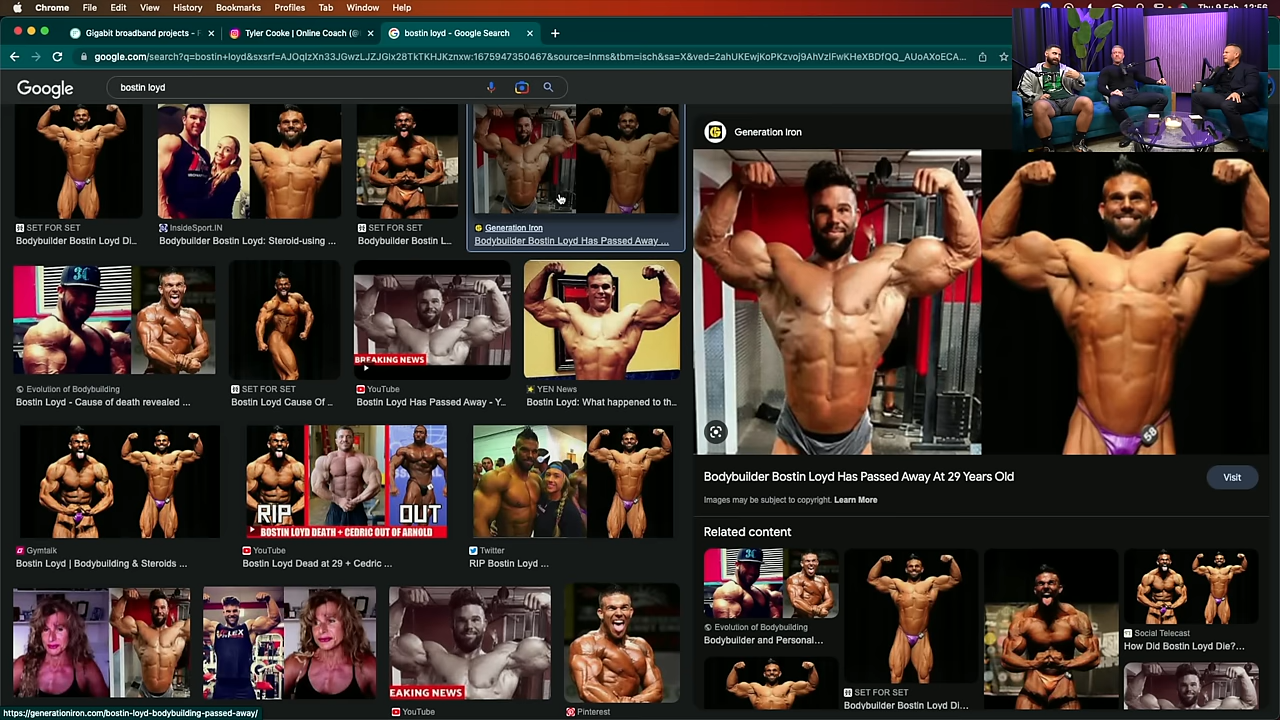 Chrome File Edit View History Bookmarks Profiles Tab Window Help
Thu 9 Feb 12:56
Gigabit broadband projects - F
Tyler Cooke | Online Coach (@
bostin loyd - Google Search
google.com/search?q=bostin+loyd&sxsrf=AJOqIzXn33JGwzLJZJGlx28TkTKHJKznxw:1675947350467&source=lnms&tbm=isch&sa=X&ved=2ahUKEwjKoPKzvoj9AhVzIFwKHeXBDfQQ_AUoAXoECA...
Google
bostin loyd
SET FOR SET
Bodybuilder Bostin Loyd Di...
InsideSport.IN
Bodybuilder Bostin Loyd: Steroid-using ...
SET FOR SET
Bodybuilder Bostin L...
Generation Iron
Bodybuilder Bostin Loyd Has Passed Away ...
BREAKING NEWS
Evolution of Bodybuilding
Bostin Loyd - Cause of death revealed ...
SET FOR SET
Bostin Loyd Cause Of ...
YouTube
Bostin Loyd Has Passed Away - Y...
YEN News
Bostin Loyd: What happened to th...
RIP
OUT
BOSTIN LOYD DEATH + CEDRIC OUT OF ARNOLD
Gymtalk
Bostin Loyd | Bodybuilding & Steroids ...
YouTube
Bostin Loyd Dead at 29 + Cedric ...
Twitter
RIP Bostin Loyd ...
EAKING NEWS
YouTube
Pinterest
https://generationiron.com/bostin-loyd-bodybuilding-passed-away/
Generation Iron
58
Bodybuilder Bostin Loyd Has Passed Away At 29 Years Old
Visit
Images may be subject to copyright. Learn More
Related content
Evolution of Bodybuilding
Bodybuilder and Personal...
SET FOR SET
Bodybuilder Bostin Loyd Di...
Social Telecast
How Did Bostin Loyd Die?...